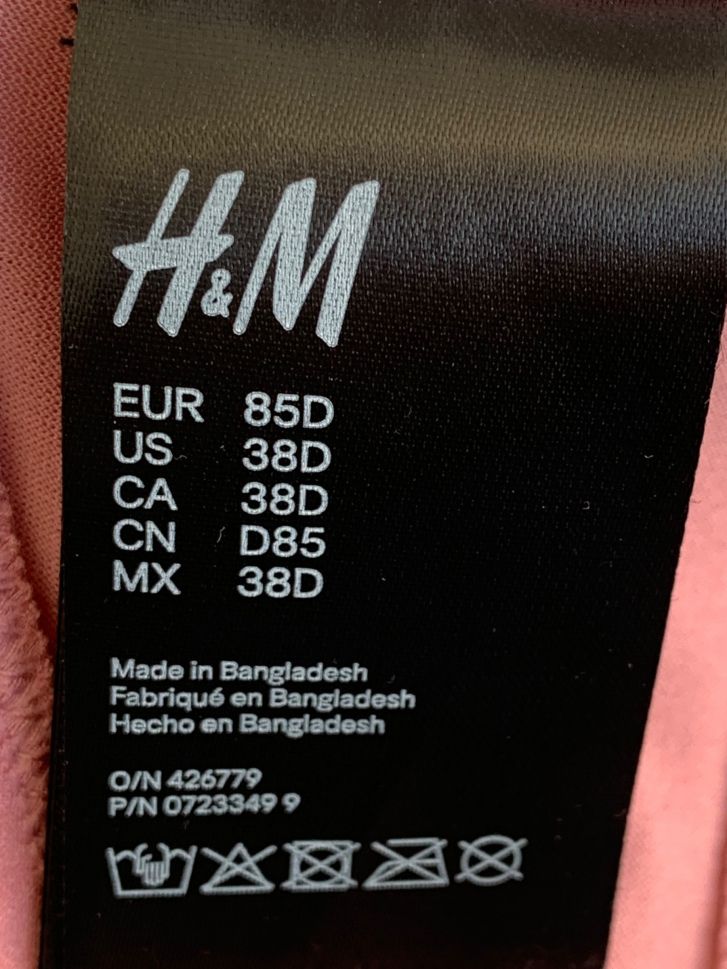 H&M
EUR 85D
US 38D
CA 38D
CN D85
MX 38D
Made in Bangladesh
Fabriqué en Bangladesh
Hecho en Bangladesh
O/N 426779
P/N 0723349 9